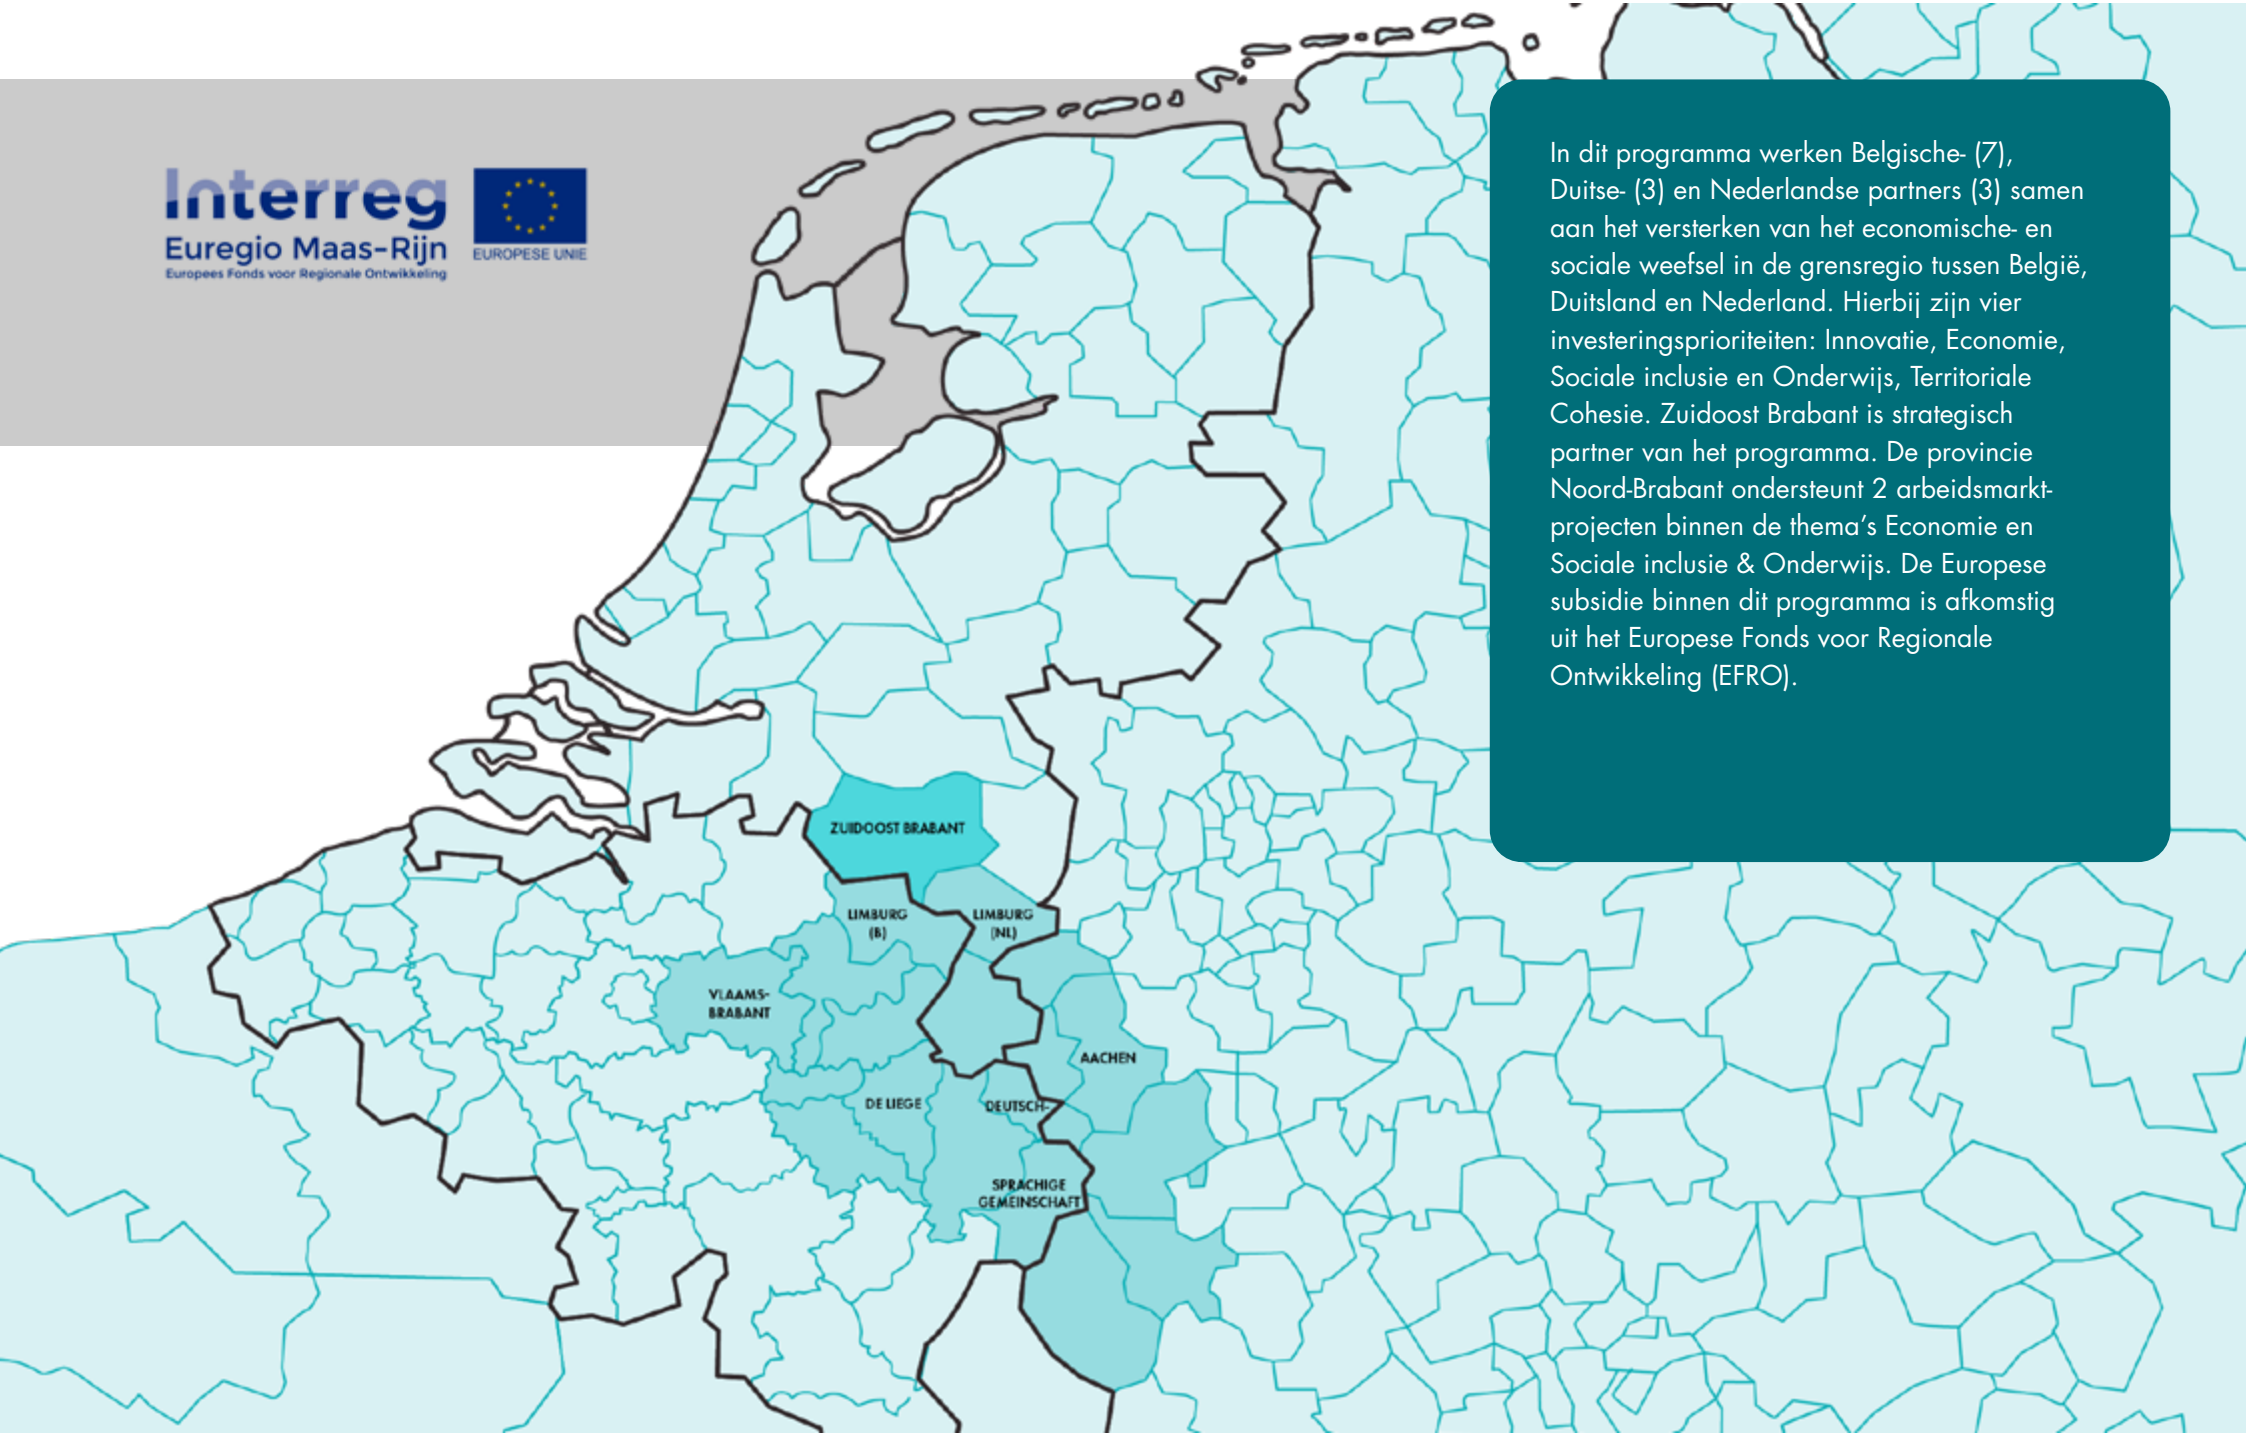 Interreg
Euregio Maas-Rijn
Europees Fonds voor Regionale Ontwikkeling
EUROPESE UNIE
In dit programma werken Belgische- (7),
Duitse- (3) en Nederlandse partners (3) samen
aan het versterken van het economische- en
sociale weefsel in de grensregio tussen België,
Duitsland en Nederland. Hierbij zijn vier
investeringsprioriteiten: Innovatie, Economie,
Sociale inclusie en Onderwijs, Territoriale
Cohesie. Zuidoost Brabant is strategisch
partner van het programma. De provincie
Noord-Brabant ondersteunt 2 arbeidsmarkt-
projecten binnen de thema’s Economie en
Sociale inclusie & Onderwijs. De Europese
subsidie binnen dit programma is afkomstig
uit het Europese Fonds voor Regionale
Ontwikkeling (EFRO).
ZUIDOOST BRABANT
LIMBURG
(B)
LIMBURG
(NL)
VLAAMS-
BRABANT
AACHEN
DE LIEGE
DEUTSCH-
SPRACHIGE
GEMEINSCHAFT